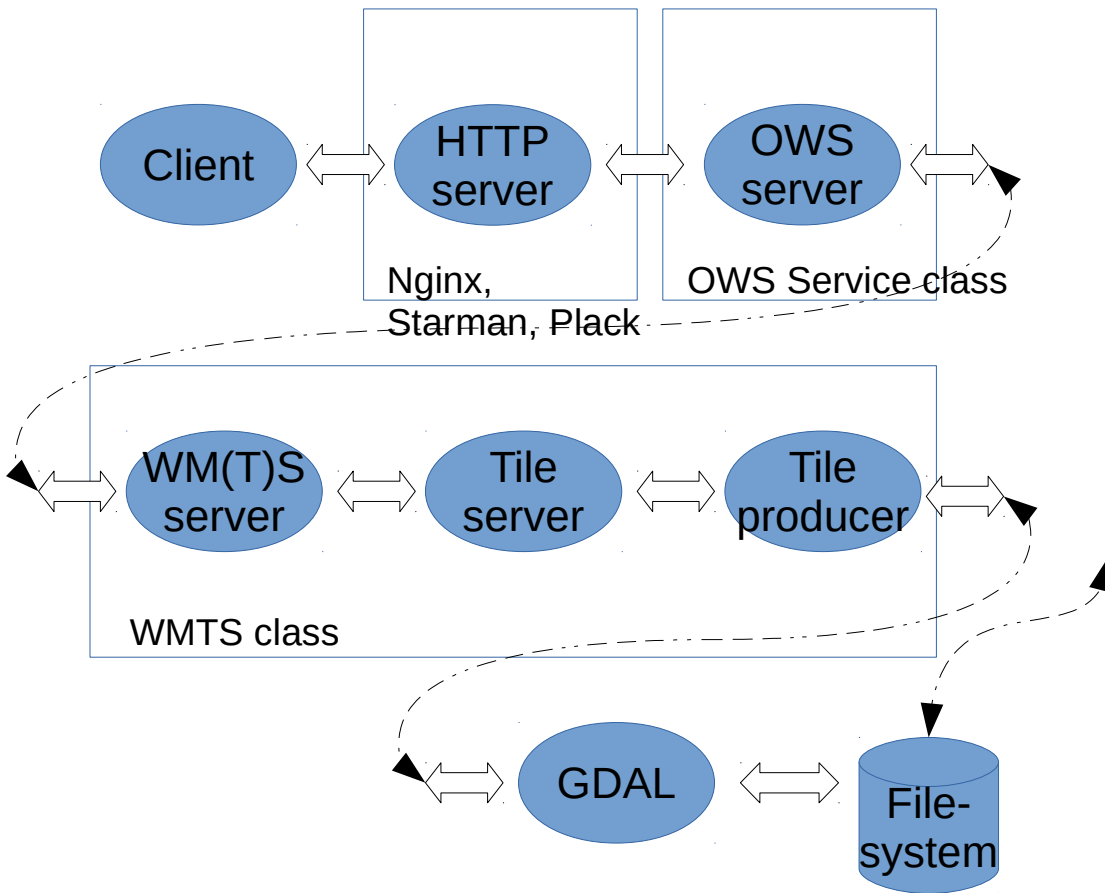 Client
HTTP
server
OWS
server
Nginx,
Starman, Plack
OWS Service class
WM(T)S
server
Tile
server
Tile
producer
WMTS class
GDAL
File-
system